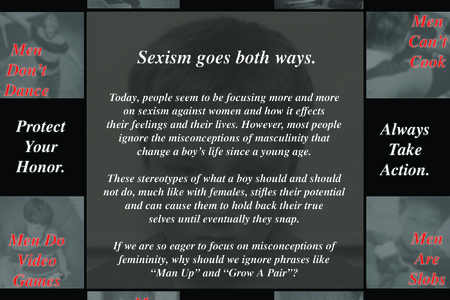 Men
Don't
Dance
Protect
Your
Honor.
Men Do
Video
Games
Sexism goes both ways.
Today, people seem to be focusing more and more
on sexism against women and how it effects
their feelings and their lives. However, most people
ignore the misconceptions of masculinity that
change a boy's life since a young age.
These stereotypes of what a boy should and should
not do, much like with females, stifles their potential
and can cause them to hold back their true
selves until eventually they snap.
If we are so eager to focus on misconceptions of
femininity, why should we ignore phrases like
“Man Up” and “Grow A Pair”?
Men
Can't
Cook
Always
Take
Action.
Men
Are
Slobs